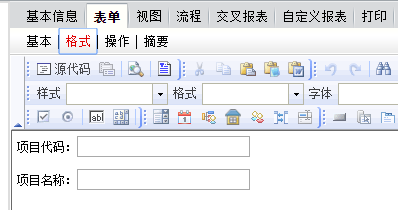 基本信息 表单 视图 流程 交叉报表 自定义报表 打印
基本 格式 操作 摘要
源代码
样式 格式 字体
abl
项目代码：
项目名称：